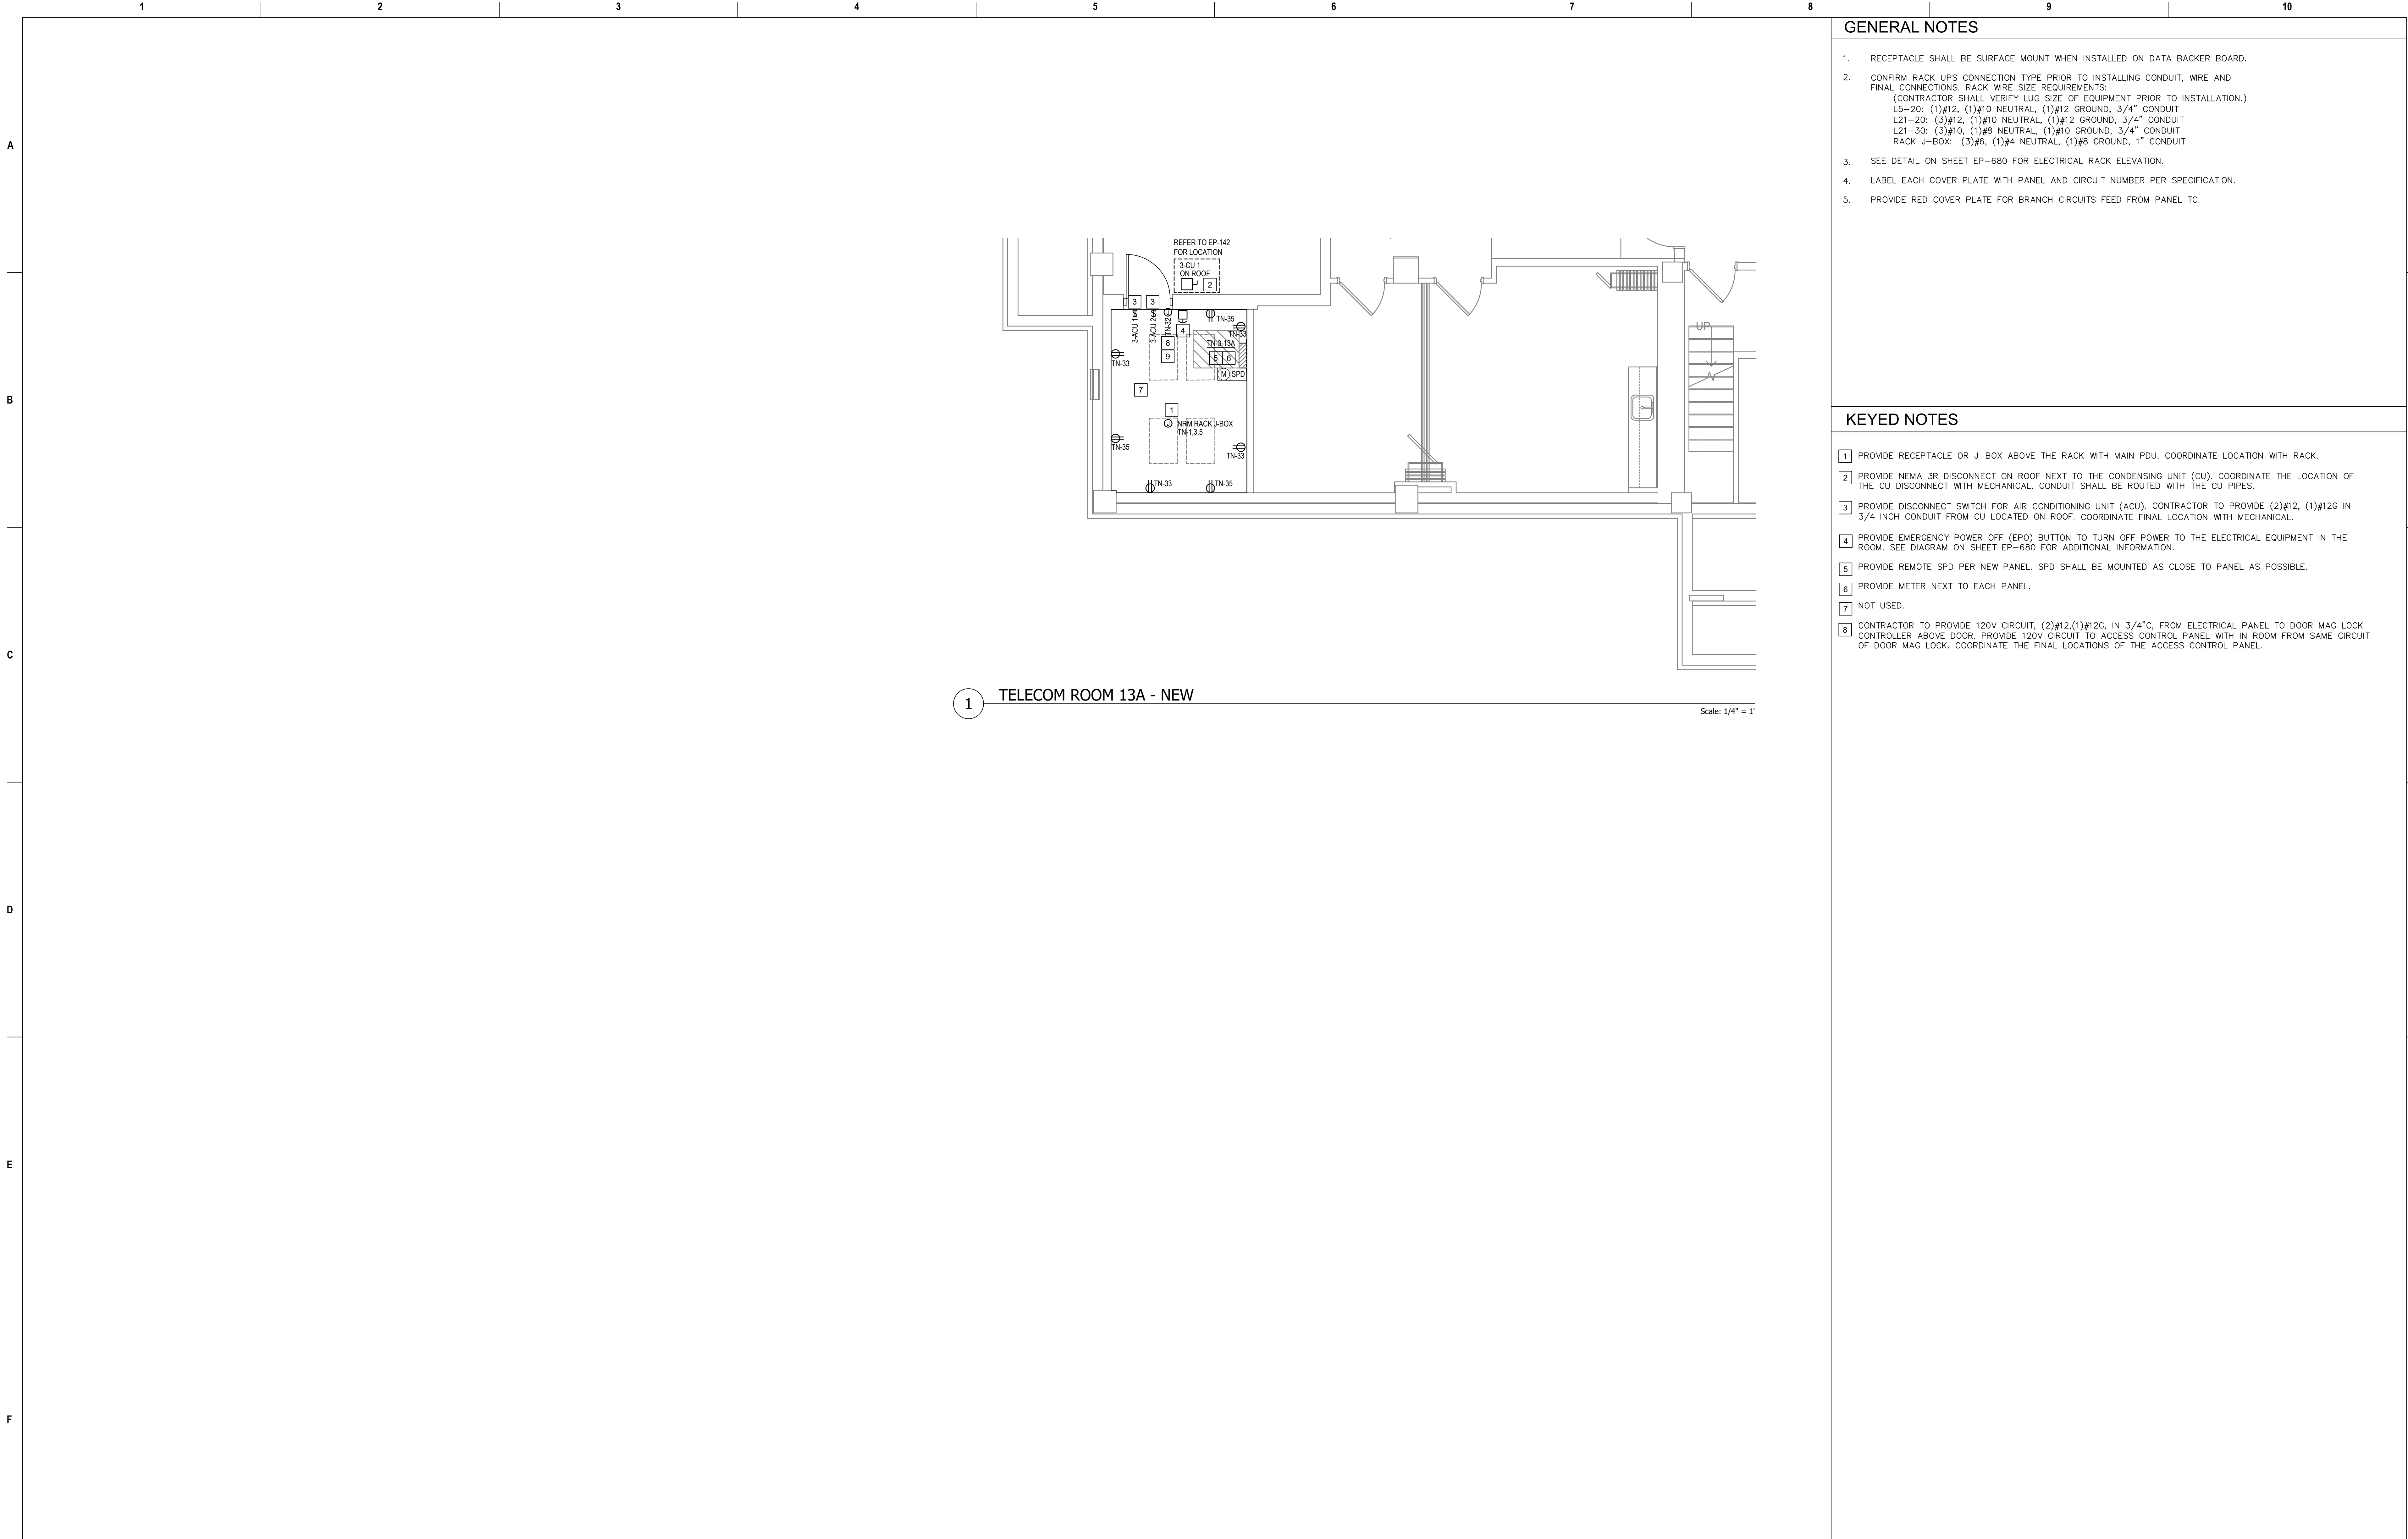 1 2 3 4 5 6 7 8 9 10
A
B
C
D
E
F
REFER TO EP-142
FOR LOCATION
3-CU 1
ON ROOF
2
3 3
3-ACU 1
3-ACU 2
TN-32
4
TN-35
TN-33
8
9
TN-3-13A
5 6
M SPD
TN-33
7
1
J NRM RACK J-BOX
TN-1,3,5
TN-35
TN-33
TN-33
TN-35
UP
1 TELECOM ROOM 13A - NEW
Scale: 1/4" = 1'
GENERAL NOTES
1. RECEPTACLE SHALL BE SURFACE MOUNT WHEN INSTALLED ON DATA BACKER BOARD.
2. CONFIRM RACK UPS CONNECTION TYPE PRIOR TO INSTALLING CONDUIT, WIRE AND
FINAL CONNECTIONS. RACK WIRE SIZE REQUIREMENTS:
(CONTRACTOR SHALL VERIFY LUG SIZE OF EQUIPMENT PRIOR TO INSTALLATION.)
L5-20: (1)#12, (1)#10 NEUTRAL, (1)#12 GROUND, 3/4" CONDUIT
L21-20: (3)#12, (1)#10 NEUTRAL, (1)#12 GROUND, 3/4" CONDUIT
L21-30: (3)#10, (1)#8 NEUTRAL, (1)#10 GROUND, 3/4" CONDUIT
RACK J-BOX: (3)#6, (1)#4 NEUTRAL, (1)#8 GROUND, 1" CONDUIT
3. SEE DETAIL ON SHEET EP-680 FOR ELECTRICAL RACK ELEVATION.
4. LABEL EACH COVER PLATE WITH PANEL AND CIRCUIT NUMBER PER SPECIFICATION.
5. PROVIDE RED COVER PLATE FOR BRANCH CIRCUITS FEED FROM PANEL TC.
KEYED NOTES
1 PROVIDE RECEPTACLE OR J-BOX ABOVE THE RACK WITH MAIN PDU. COORDINATE LOCATION WITH RACK.
2 PROVIDE NEMA 3R DISCONNECT ON ROOF NEXT TO THE CONDENSING UNIT (CU). COORDINATE THE LOCATION OF
THE CU DISCONNECT WITH MECHANICAL. CONDUIT SHALL BE ROUTED WITH THE CU PIPES.
3 PROVIDE DISCONNECT SWITCH FOR AIR CONDITIONING UNIT (ACU). CONTRACTOR TO PROVIDE (2)#12, (1)#12G IN
3/4 INCH CONDUIT FROM CU LOCATED ON ROOF. COORDINATE FINAL LOCATION WITH MECHANICAL.
4 PROVIDE EMERGENCY POWER OFF (EPO) BUTTON TO TURN OFF POWER TO THE ELECTRICAL EQUIPMENT IN THE
ROOM. SEE DIAGRAM ON SHEET EP-680 FOR ADDITIONAL INFORMATION.
5 PROVIDE REMOTE SPD PER NEW PANEL. SPD SHALL BE MOUNTED AS CLOSE TO PANEL AS POSSIBLE.
6 PROVIDE METER NEXT TO EACH PANEL.
7 NOT USED.
8 CONTRACTOR TO PROVIDE 120V CIRCUIT, (2)#12,(1)#12G, IN 3/4"C, FROM ELECTRICAL PANEL TO DOOR MAG LOCK
CONTROLLER ABOVE DOOR. PROVIDE 120V CIRCUIT TO ACCESS CONTROL PANEL WITH IN ROOM FROM SAME CIRCUIT
OF DOOR MAG LOCK. COORDINATE THE FINAL LOCATIONS OF THE ACCESS CONTROL PANEL.